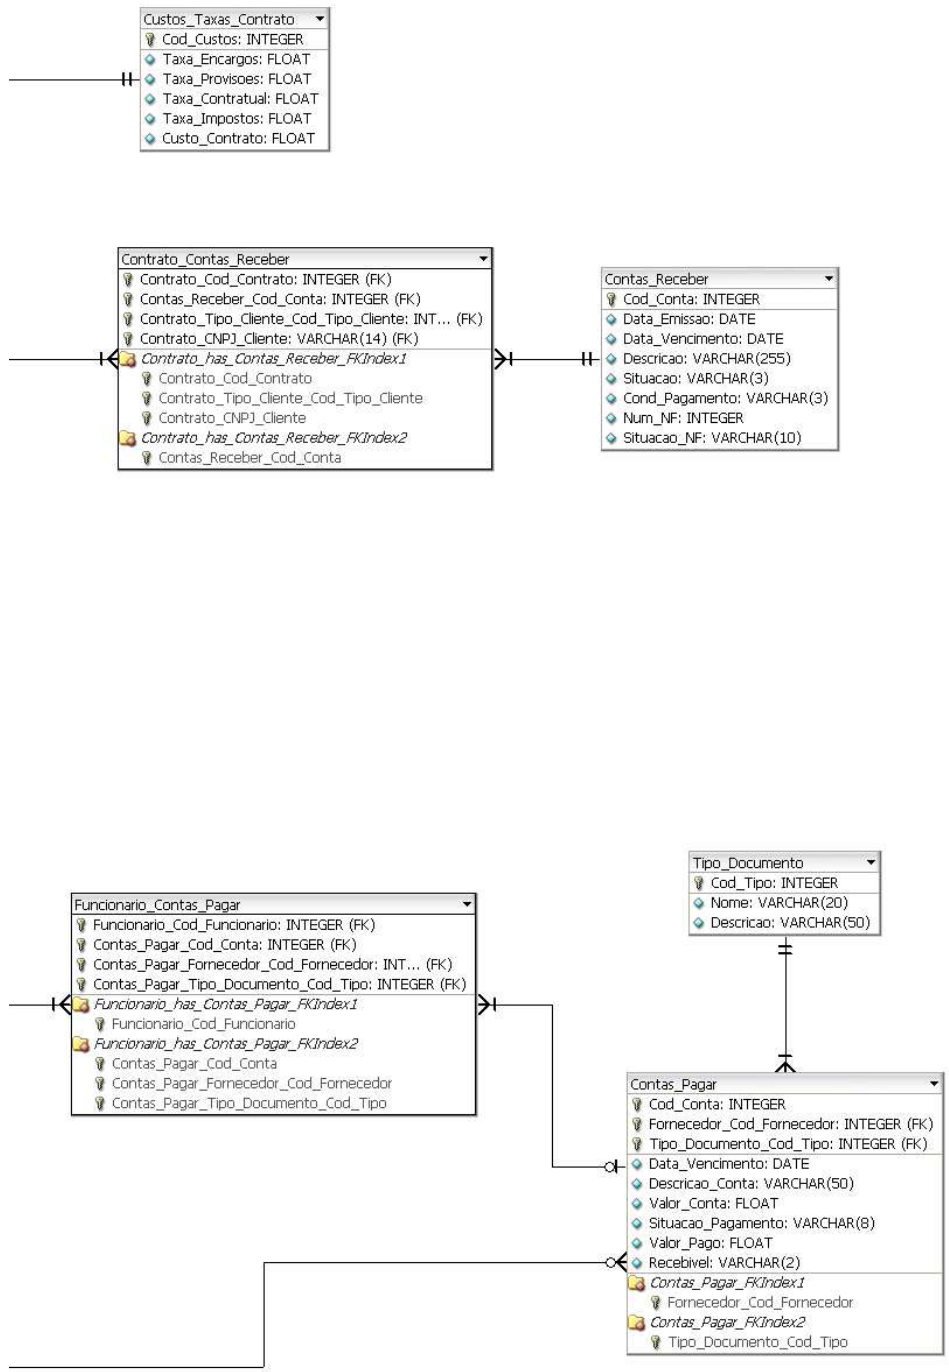 Custos_Taxas_Contrato
Cod_Custos: INTEGER
Taxa_Encargos: FLOAT
Taxa_Provisoes: FLOAT
Taxa_Contratual: FLOAT
Taxa_Impostos: FLOAT
Custo_Contrato: FLOAT
Contrato_Contas_Receber
Contrato_Cod_Contrato: INTEGER (FK)
Contas_Receber_Cod_Conta: INTEGER (FK)
Contrato_Tipo_Cliente_Cod_Tipo_Cliente: INT... (FK)
Contrato_CNPJ_Cliente: VARCHAR(14) (FK)
Contrato_has_Contas_Receber_FKIndex1
Contrato_Cod_Contrato
Contrato_Tipo_Cliente_Cod_Tipo_Cliente
Contrato_CNPJ_Cliente
Contrato_has_Contas_Receber_FKIndex2
Contas_Receber_Cod_Conta
Contas_Receber
Cod_Conta: INTEGER
Data_Emissao: DATE
Data_Vencimento: DATE
Descricao: VARCHAR(255)
Situacao: VARCHAR(3)
Cond_Pagamento: VARCHAR(3)
Num_NF: INTEGER
Situacao_NF: VARCHAR(10)
Tipo_Documento
Cod_Tipo: INTEGER
Nome: VARCHAR(20)
Descricao: VARCHAR(50)
Funcionario_Contas_Pagar
Funcionario_Cod_Funcionario: INTEGER (FK)
Contas_Pagar_Cod_Conta: INTEGER (FK)
Contas_Pagar_Fornecedor_Cod_Fornecedor: INT... (FK)
Contas_Pagar_Tipo_Documento_Cod_Tipo: INTEGER (FK)
Funcionario_has_Contas_Pagar_FKIndex1
Funcionario_Cod_Funcionario
Funcionario_has_Contas_Pagar_FKIndex2
Contas_Pagar_Cod_Conta
Contas_Pagar_Fornecedor_Cod_Fornecedor
Contas_Pagar_Tipo_Documento_Cod_Tipo
Contas_Pagar
Cod_Conta: INTEGER
Fornecedor_Cod_Fornecedor: INTEGER (FK)
Tipo_Documento_Cod_Tipo: INTEGER (FK)
Data_Vencimento: DATE
Descricao_Conta: VARCHAR(50)
Valor_Conta: FLOAT
Situacao_Pagamento: VARCHAR(8)
Valor_Pago: FLOAT
Recebivel: VARCHAR(2)
Contas_Pagar_FKIndex1
Fornecedor_Cod_Fornecedor
Contas_Pagar_FKIndex2
Tipo_Documento_Cod_Tipo